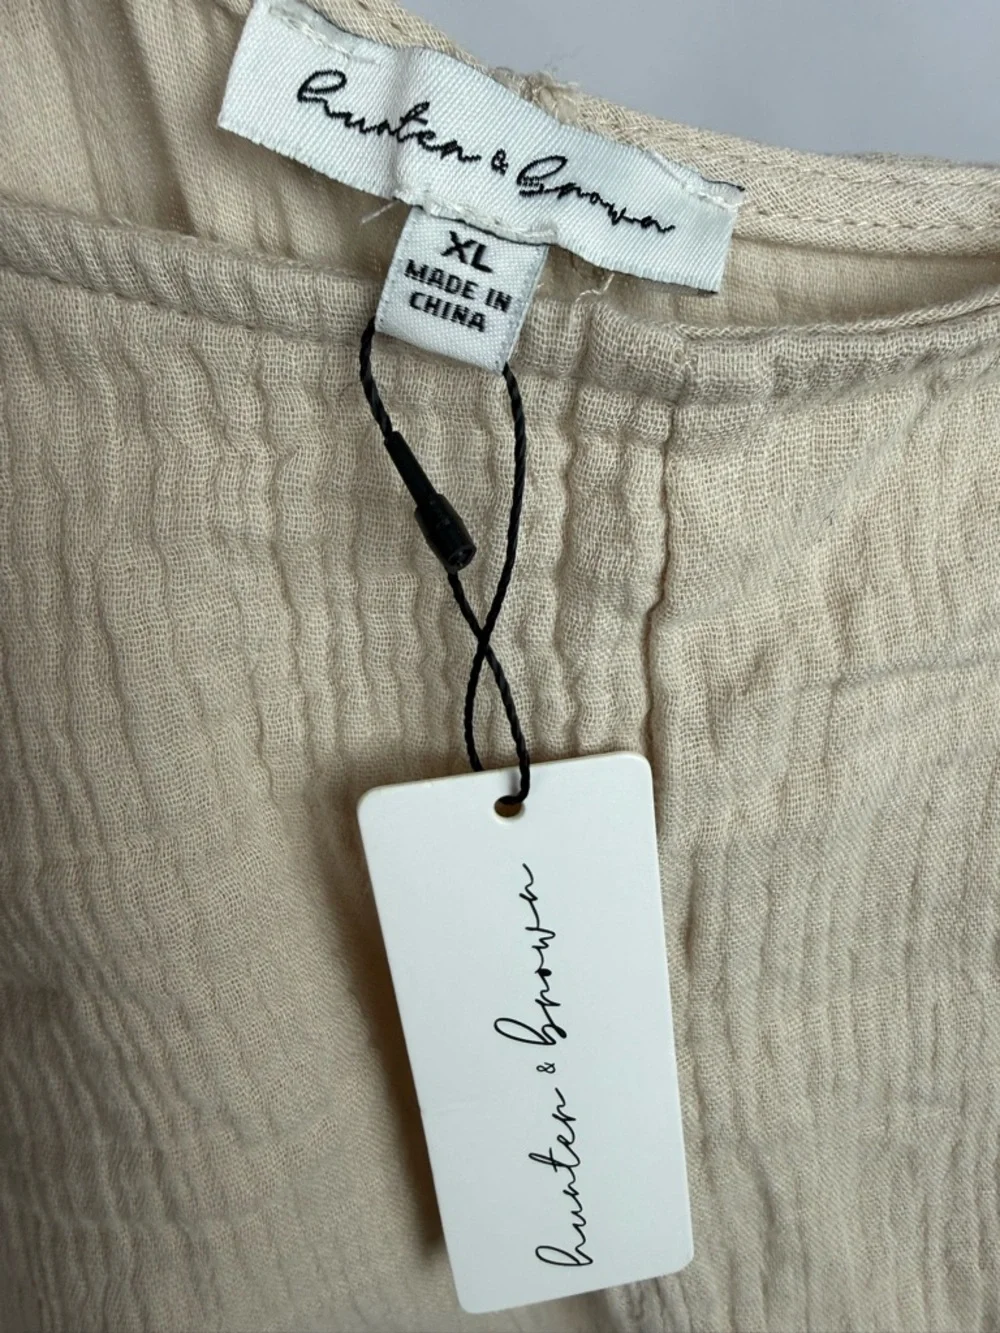 hunter & Brown
XL
MADE IN
CHINA
hunter & brown